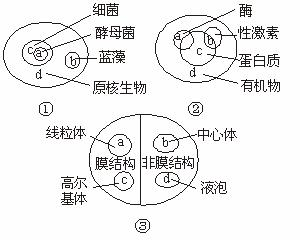 细菌
酵母菌
蓝藻
原核生物
a
b
d
①
酶
性激素
蛋白质
有机物
a
b
c
d
②
线粒体
中心体
膜结构
非膜结构
高尔
基体
液泡
a
b
c
d
③